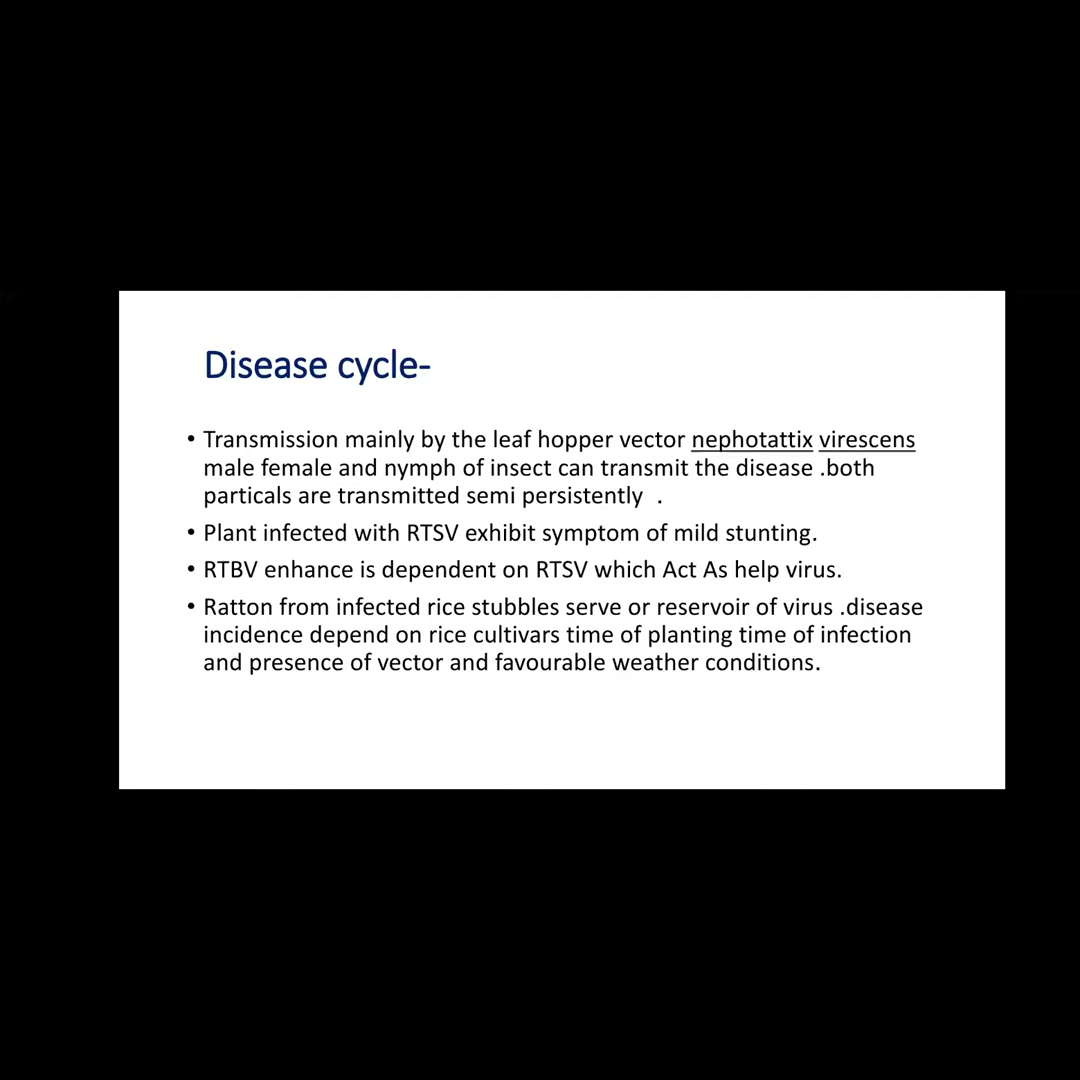 Disease cycle-
• Transmission mainly by the leaf hopper vector nephotattix virescens
male female and nymph of insect can transmit the disease .both
particals are transmitted semi persistently  .
• Plant infected with RTSV exhibit symptom of mild stunting.
• RTBV enhance is dependent on RTSV which Act As help virus.
• Ratton from infected rice stubbles serve or reservoir of virus .disease
incidence depend on rice cultivars time of planting time of infection
and presence of vector and favourable weather conditions.